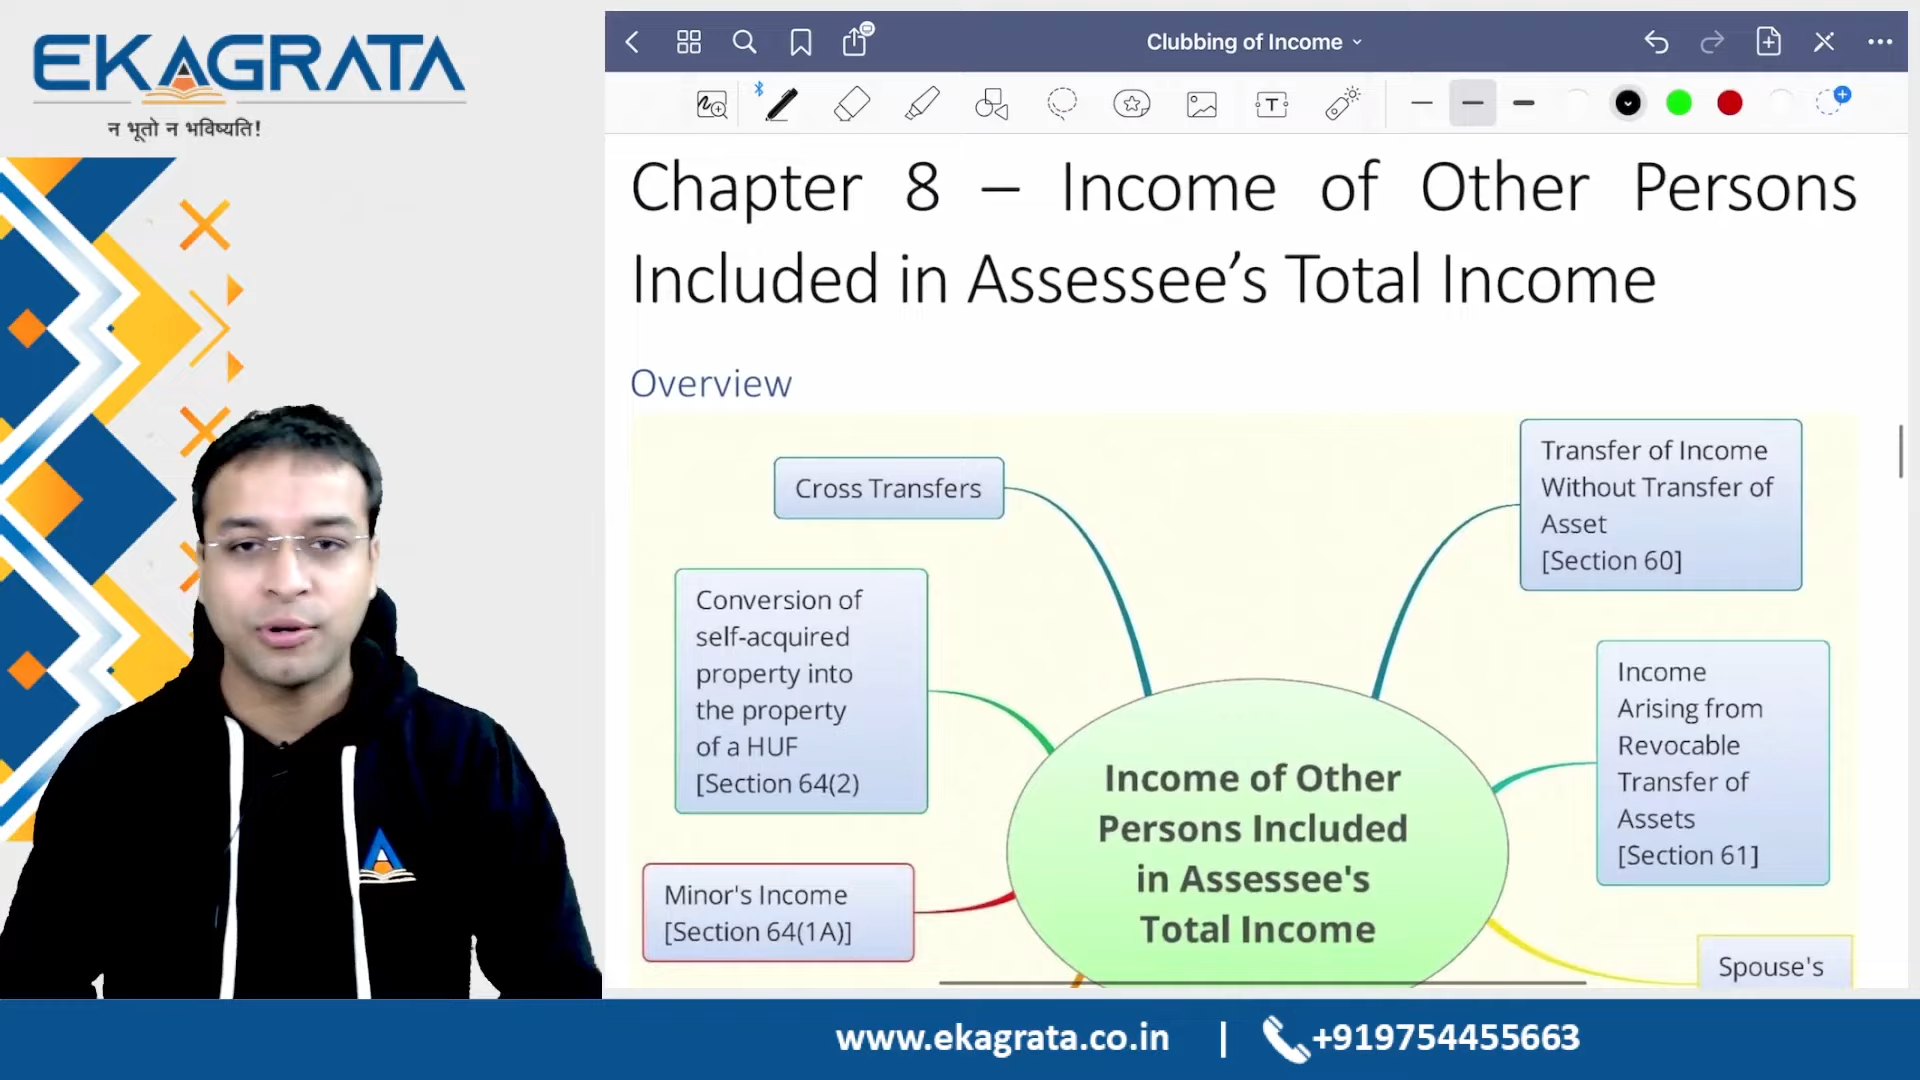 EKAGRATA
न भूतो न भविष्यति!
Clubbing of Income
T
Chapter 8 – Income of Other Persons
Included in Assessee’s Total Income
Overview
Cross Transfers
Conversion of
self-acquired
property into
the property
of a HUF
[Section 64(2)
Minor's Income
[Section 64(1A)]
Transfer of Income
Without Transfer of
Asset
[Section 60]
Income
Arising from
Revocable
Transfer of
Assets
[Section 61]
Spouse's
Income of Other
Persons Included
in Assessee's
Total Income
www.ekagrata.co.in | +919754455663